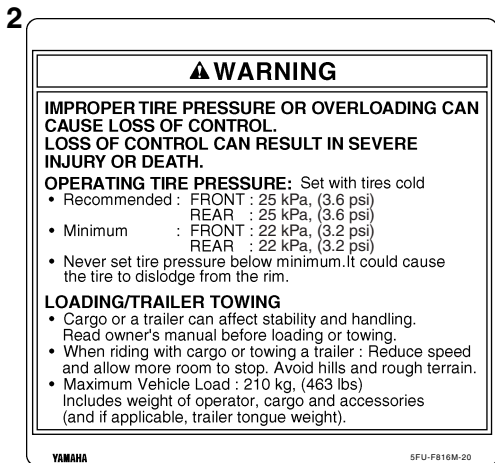 2
⚠ WARNING
IMPROPER TIRE PRESSURE OR OVERLOADING CAN
CAUSE LOSS OF CONTROL.
LOSS OF CONTROL CAN RESULT IN SEVERE
INJURY OR DEATH.
OPERATING TIRE PRESSURE: Set with tires cold
• Recommended : FRONT : 25 kPa, (3.6 psi)
REAR : 25 kPa, (3.6 psi)
• Minimum : FRONT : 22 kPa, (3.2 psi)
REAR : 22 kPa, (3.2 psi)
• Never set tire pressure below minimum.It could cause
the tire to dislodge from the rim.
LOADING/TRAILER TOWING
• Cargo or a trailer can affect stability and handling.
Read owner's manual before loading or towing.
• When riding with cargo or towing a trailer : Reduce speed
and allow more room to stop. Avoid hills and rough terrain.
• Maximum Vehicle Load : 210 kg, (463 lbs)
Includes weight of operator, cargo and accessories
(and if applicable, trailer tongue weight).
YAMAHA 5FU-F816M-20